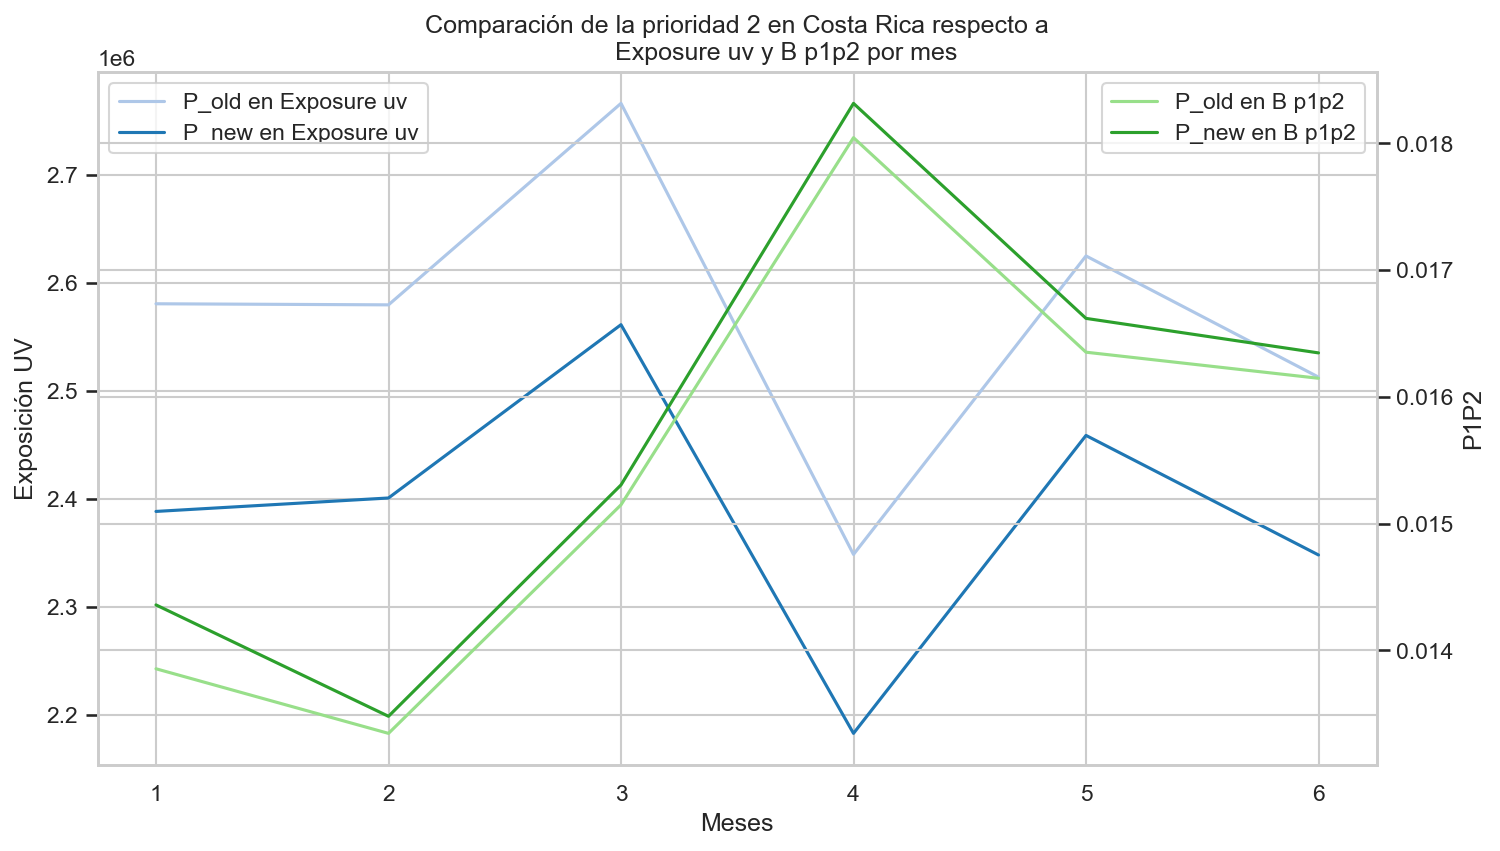 Comparación de la prioridad 2 en Costa Rica respecto a
Exposure uv y B p1p2 por mes
1e6
P_old en Exposure uv
P_new en Exposure uv
P_old en B p1p2
P_new en B p1p2
2.7
2.6
2.5
2.4
2.3
2.2
Exposición UV
0.018
0.017
0.016
0.015
0.014
P1P2
1
2
3
4
5
6
Meses